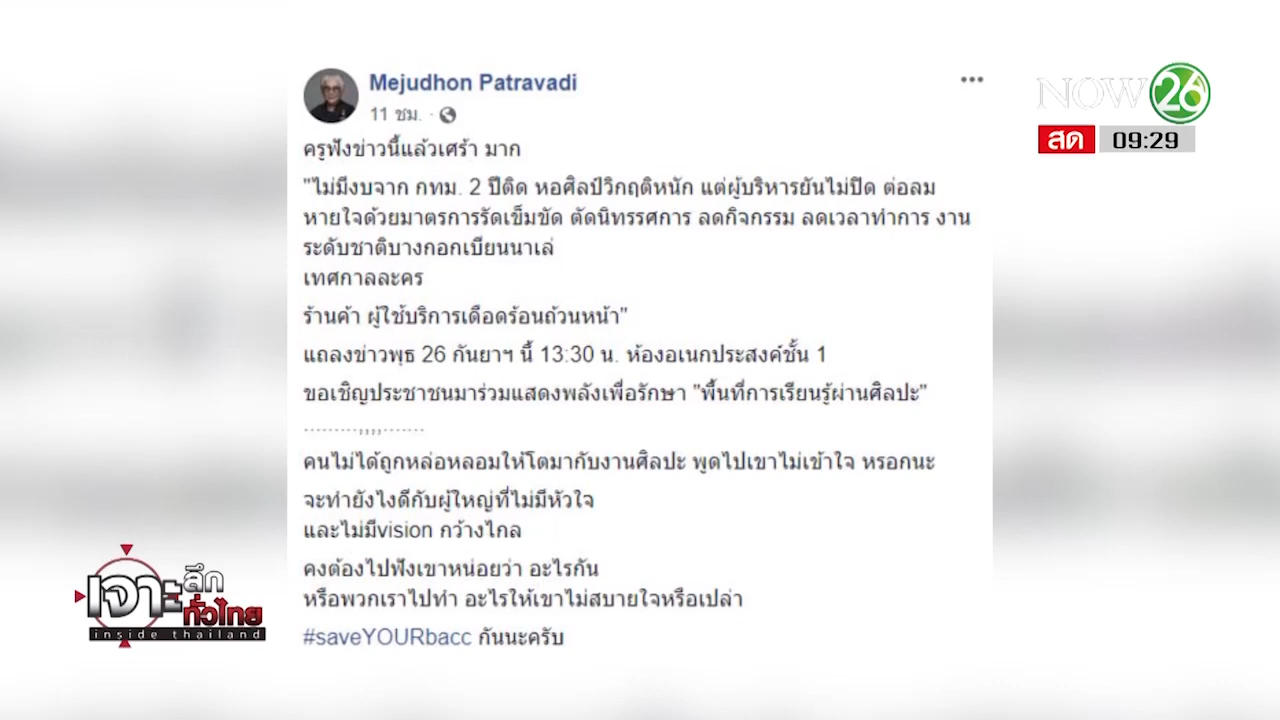 Mejudhon Patravadi
11 ชม.
ครูฟังข่าวนี้แล้วเศร้า มาก
"ไม่มีงบจาก กทม. 2 ปีติด หอศิลป์วิกฤติหนัก แต่ผู้บริหารยันไม่ปิด ต่อลม
หายใจด้วยมาตรการรัดเข็มขัด ตัดนิทรรศการ ลดกิจกรรม ลดเวลาทำการ งาน
ระดับชาติบางกอกเบียนนาเล่
เทศกาลละคร
ร้านค้า ผู้ใช้บริการเดือดร้อนถ้วนหน้า"
แถลงข่าวพุธ 26 กันยาฯ นี้ 13:30 น. ห้องอเนกประสงค์ชั้น 1
ขอเชิญประชาชนมาร่วมแสดงพลังเพื่อรักษา "พื้นที่การเรียนรู้ผ่านศิลปะ"
.........,,,,.......
คนไม่ได้ถูกหล่อหลอมให้โตมากับงานศิลปะ พูดไปเขาไม่เข้าใจ หรอกนะ
จะทำยังไงดีกับผู้ใหญ่ที่ไม่มีหัวใจ
และไม่มีvision กว้างไกล
คงต้องไปฟังเขาหน่อยว่า อะไรกัน
หรือพวกเราไปทำ อะไรให้เขาไม่สบายใจหรือเปล่า
#saveYOURbacc กันนะครับ
NOW 26
สด 09:29
เจาะลึก
ทั่วไทย
inside thailand